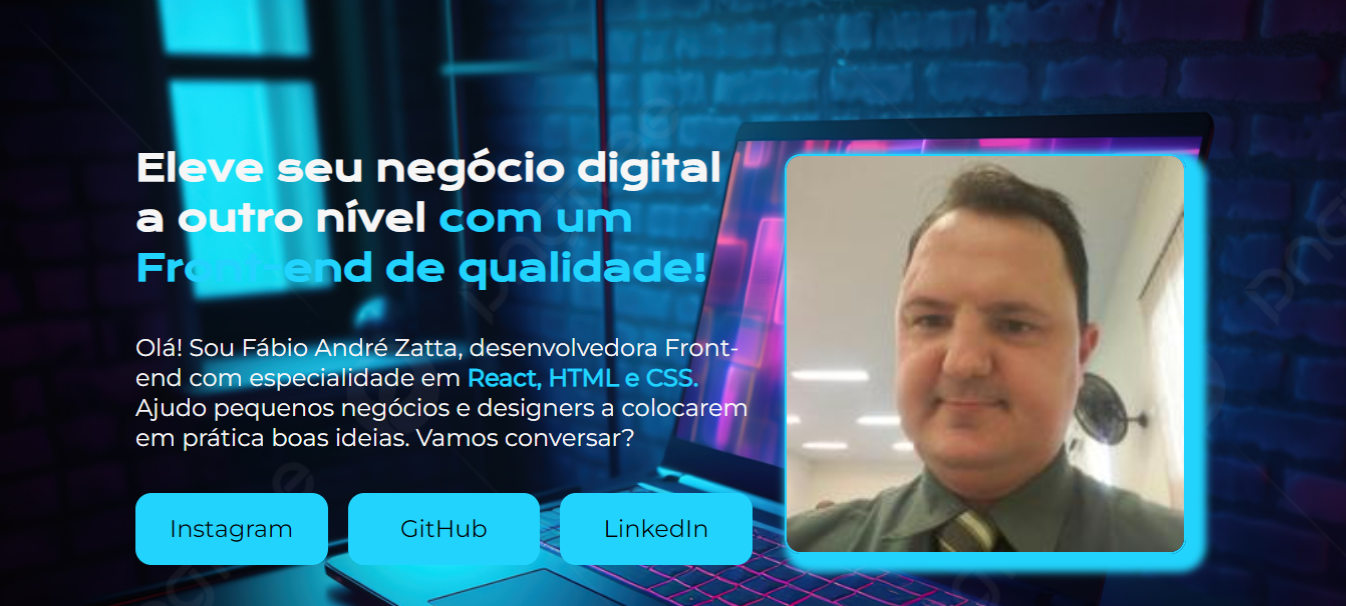 Eleve seu negócio digital
a outro nível com um
Front-end de qualidade!
Olá! Sou Fábio André Zatta, desenvolvedora Front-
end com especialidade em React, HTML e CSS.
Ajudo pequenos negócios e designers a colocarem
em prática boas ideias. Vamos conversar?
Instagram
GitHub
LinkedIn